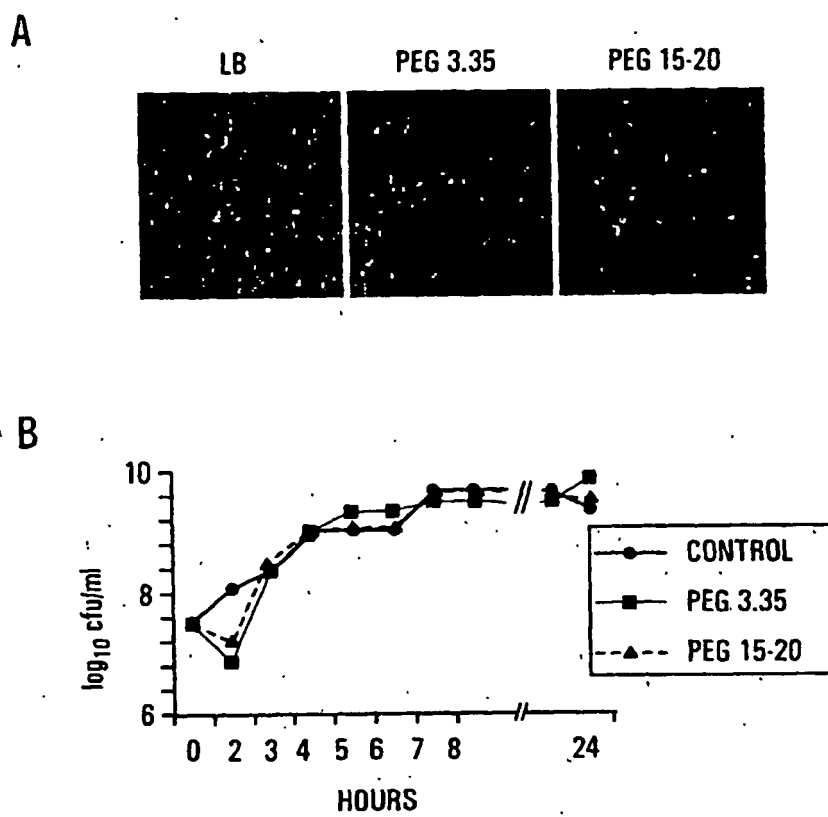 A
LB PEG 3.35 PEG 15-20
B
10
8
6
log10 cfu/ml
0 2 3 4 5 6 7 8 24
HOURS
CONTROL
PEG 3.35
PEG 15-20